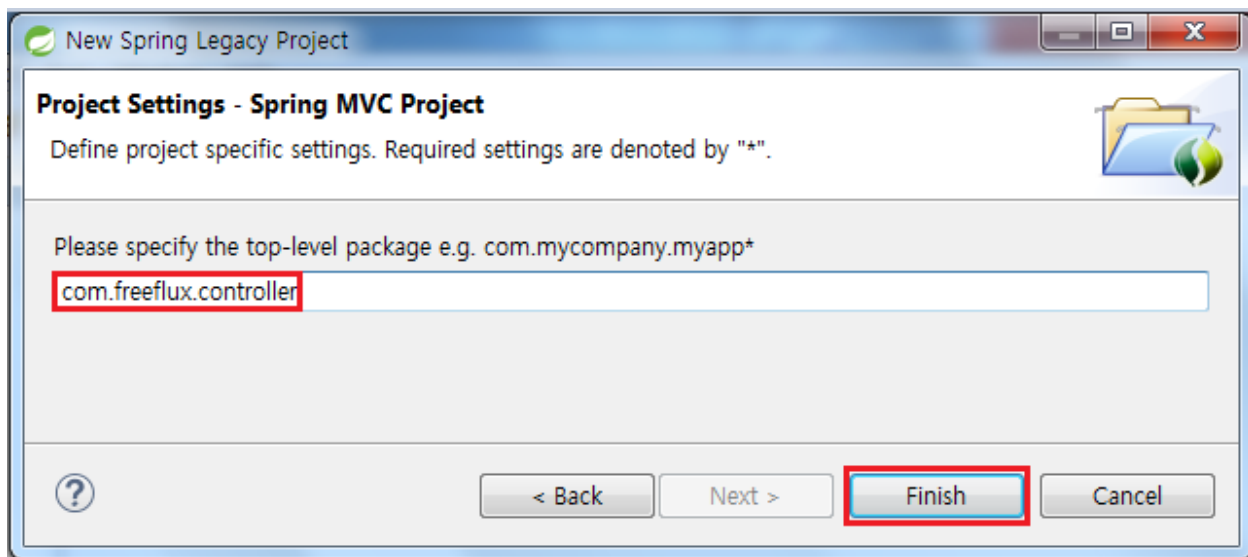 New Spring Legacy Project
Project Settings - Spring MVC Project
Define project specific settings. Required settings are denoted by "*".
Please specify the top-level package e.g. com.mycompany.myapp*
com.freeflux.controller
?
< Back Next > Finish Cancel